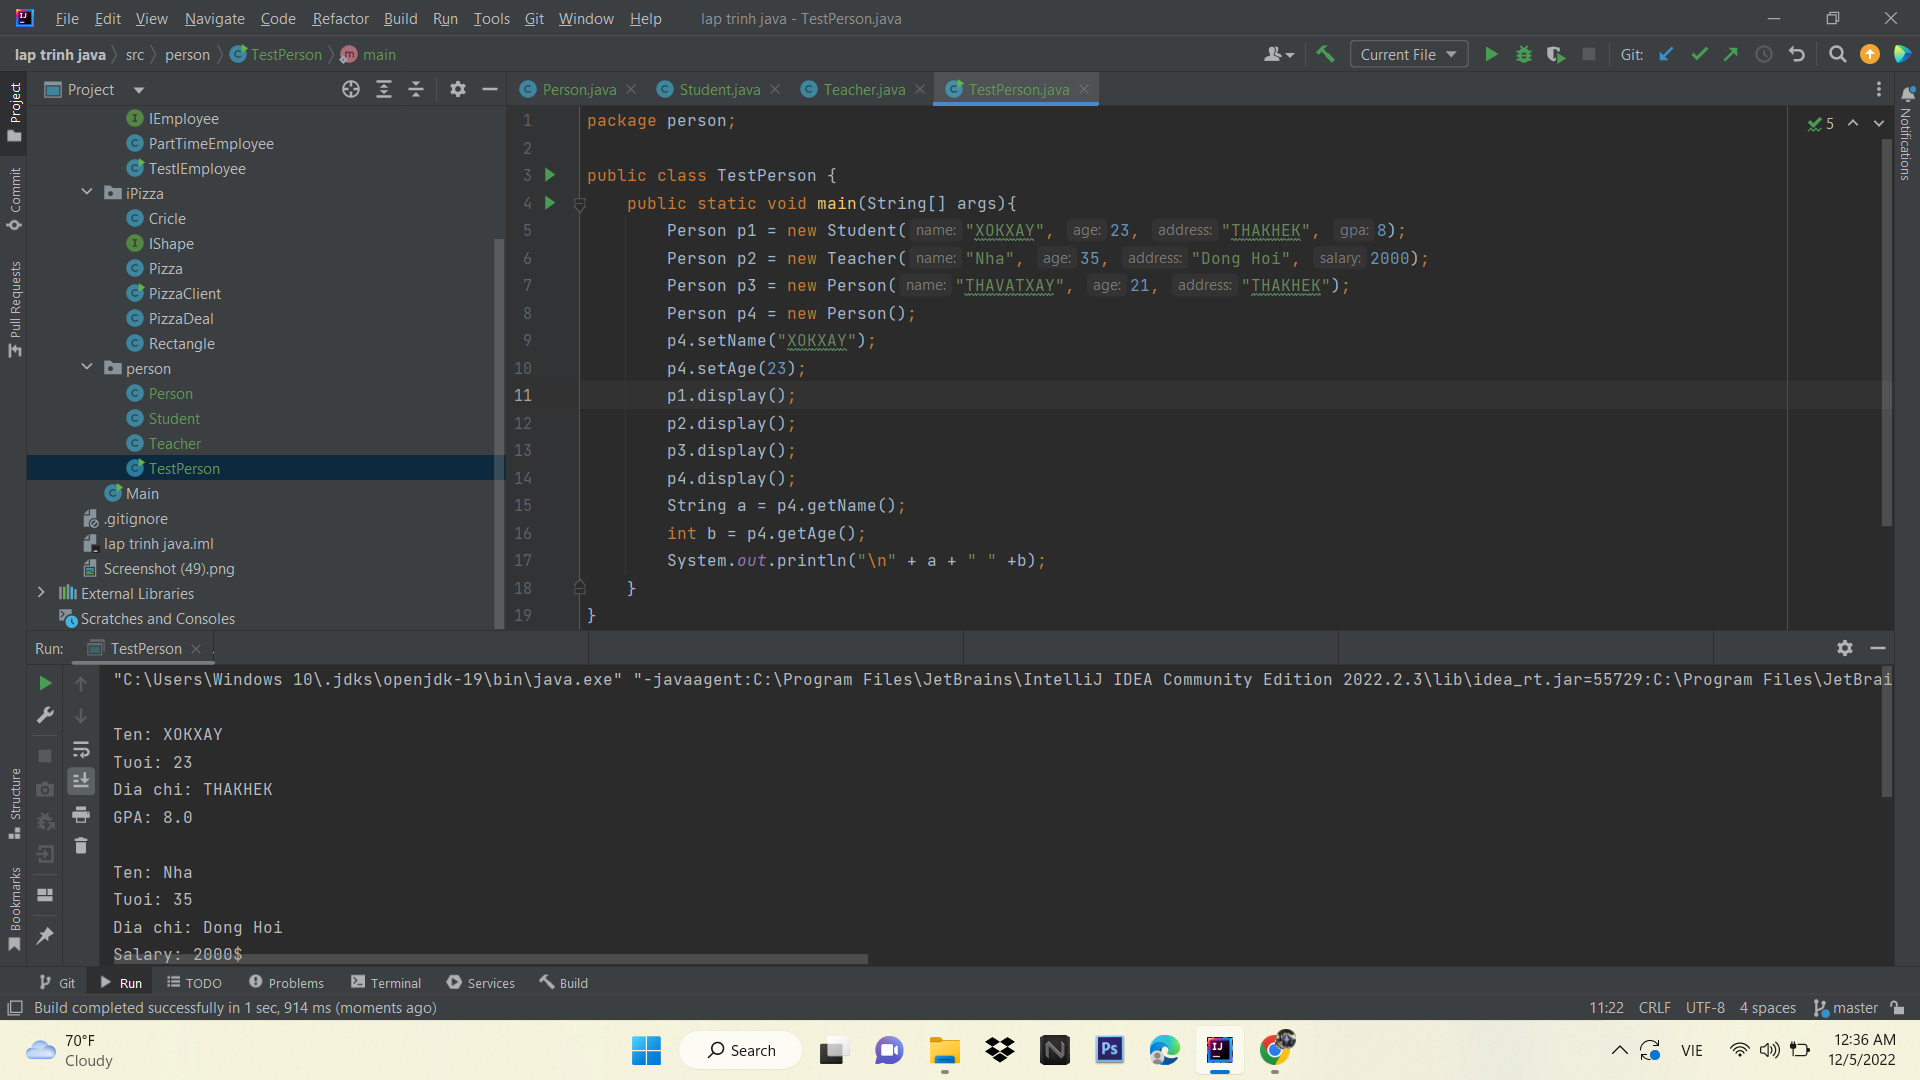 File Edit View Navigate Code Refactor Build Run Tools Git Window Help lap trinh java - TestPerson.java
lap trinh java src person TestPerson main
Current File Git:
Project
Person.java Student.java Teacher.java TestPerson.java
IEmployee
PartTimeEmployee
TestIEmployee
iPizza
Cricle
IShape
Pizza
PizzaClient
PizzaDeal
Rectangle
person
Person
Student
Teacher
TestPerson
Main
.gitignore
lap trinh java.iml
Screenshot (49).png
External Libraries
Scratches and Consoles
Project
Commit
Pull Requests
Structure
Bookmarks
Notifications
5
1 package person;
2
3 public class TestPerson {
4 public static void main(String[] args){
5 Person p1 = new Student( name: "XOKXAY", age: 23, address: "THAKHEK", gpa: 8);
6 Person p2 = new Teacher( name: "Nha", age: 35, address: "Dong Hoi", salary: 2000);
7 Person p3 = new Person( name: "THAVATXAY", age: 21, address: "THAKHEK");
8 Person p4 = new Person();
9 p4.setName("XOKXAY");
10 p4.setAge(23);
11 p1.display();
12 p2.display();
13 p3.display();
14 p4.display();
15 String a = p4.getName();
16 int b = p4.getAge();
17 System.out.println("\n" + a + " " +b);
18 }
19 }
Run: TestPerson
"C:\Users\Windows 10\.jdks\openjdk-19\bin\java.exe" "-javaagent:C:\Program Files\JetBrains\IntelliJ IDEA Community Edition 2022.2.3\lib\idea_rt.jar=55729:C:\Program Files\JetBrai
Ten: XOKXAY
Tuoi: 23
Dia chi: THAKHEK
GPA: 8.0
Ten: Nha
Tuoi: 35
Dia chi: Dong Hoi
Salary: 2000$
Git Run TODO Problems Terminal Services Build
Build completed successfully in 1 sec, 914 ms (moments ago)
11:22 CRLF UTF-8 4 spaces master
70°F
Cloudy
Search
VIE
12:36 AM
12/5/2022